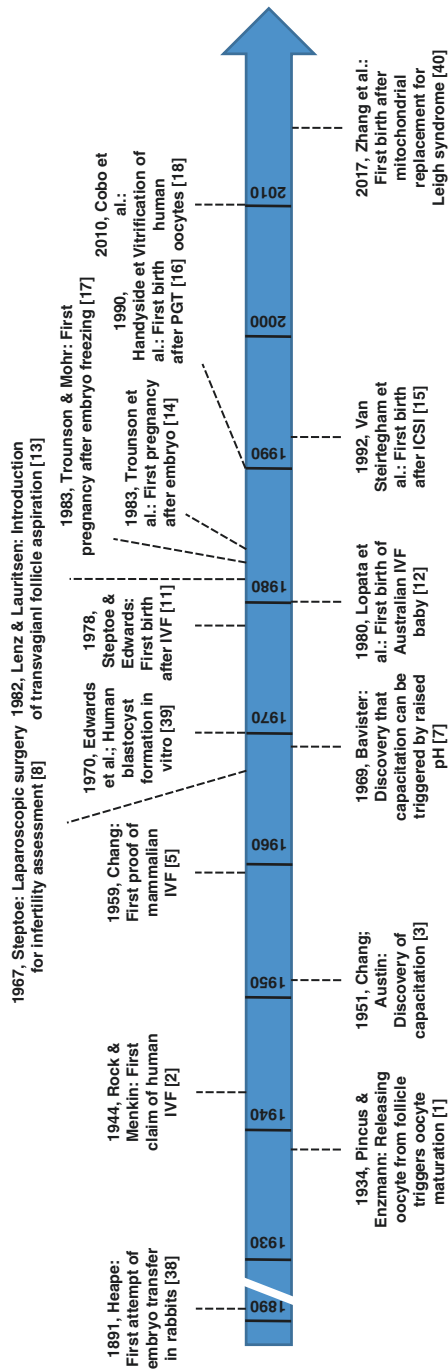 1891, Heape:
First attempt of
embryo transfer
in rabbits [38]
1944, Rock &
Menkin: First
claim of human
IVF [2]
1967, Steptoe: Laparoscopic surgery
for infertility assessment [8]
1959, Chang:
First proof of
mammalian
IVF [5]
1970, Edwards
et al.; Human
blastocyst
formation in
vitro [39]
1982, Lenz & Lauritsen: Introduction
of transvagianl follicle aspiration [13]
1978,
Steptoe &
Edwards:
First birth
after IVF [11]
1983, Trounson & Mohr: First
pregnancy after embryo freezing [17]
1983, Trounson et
al.: First pregnancy
after embryo [14]
1990,
Handyside et
al.: First birth
after PGT [16]
2010, Cobo et
al.:
Vitrification of
human
oocytes [18]
1890
1930
1940
1950
1960
1970
1980
1990
2000
2010
1934, Pincus &
Enzmann: Releasing
oocyte from follicle
triggers oocyte
maturation [1]
1951, Chang;
Austin:
Discovery of
capacitation [3]
1969, Bavister:
Discovery that
capacitation can be
triggered by raised
pH [7]
1980, Lopata et
al.: First birth of
Australian IVF
baby [12]
1992, Van
Steirtegham et
al.: First birth
after ICSI [15]
2017, Zhang et al.:
First birth after
mitochondrial
replacement for
Leigh syndrome [40]